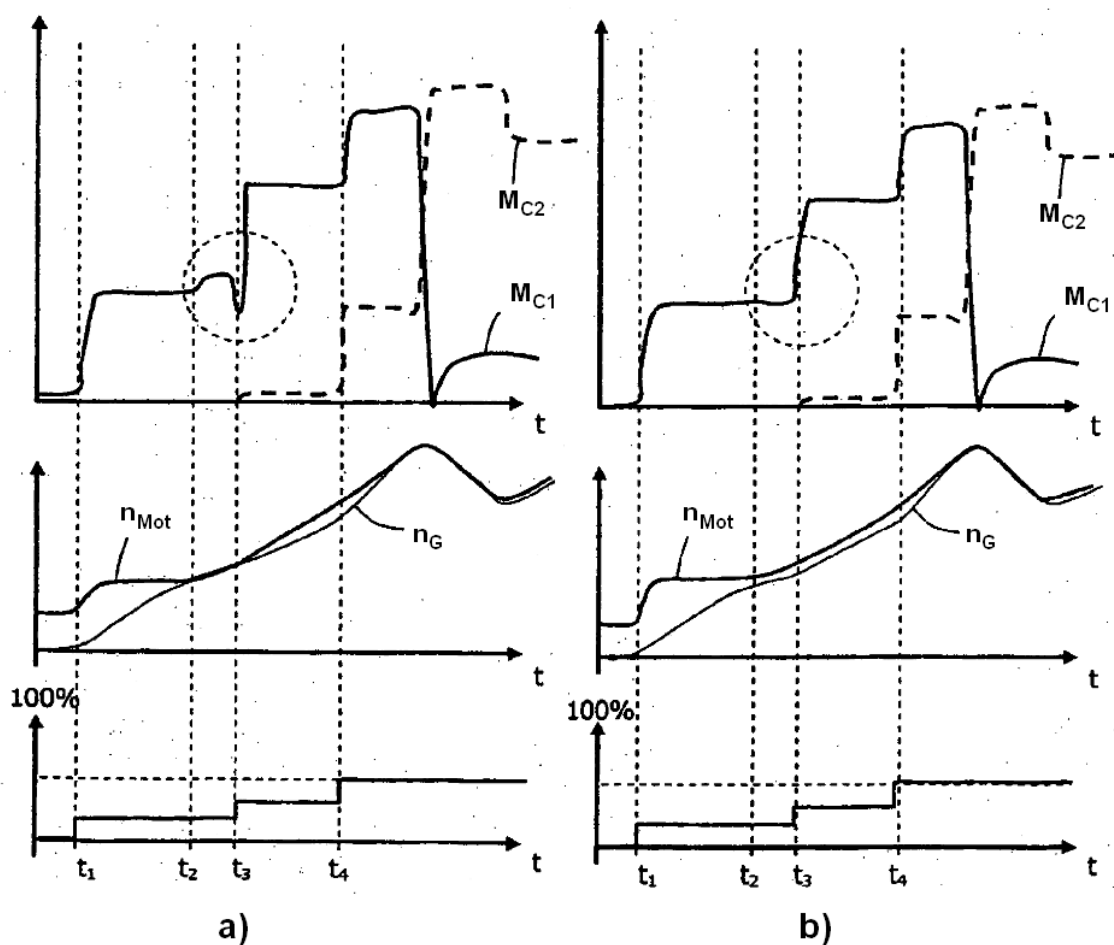 M_C2
M_C1
t
n_Mot
n_G
t
100%
t
t₁ t₂ t₃ t₄
a)
M_C2
M_C1
t
n_Mot
n_G
t
100%
t
t₁ t₂ t₃ t₄
b)